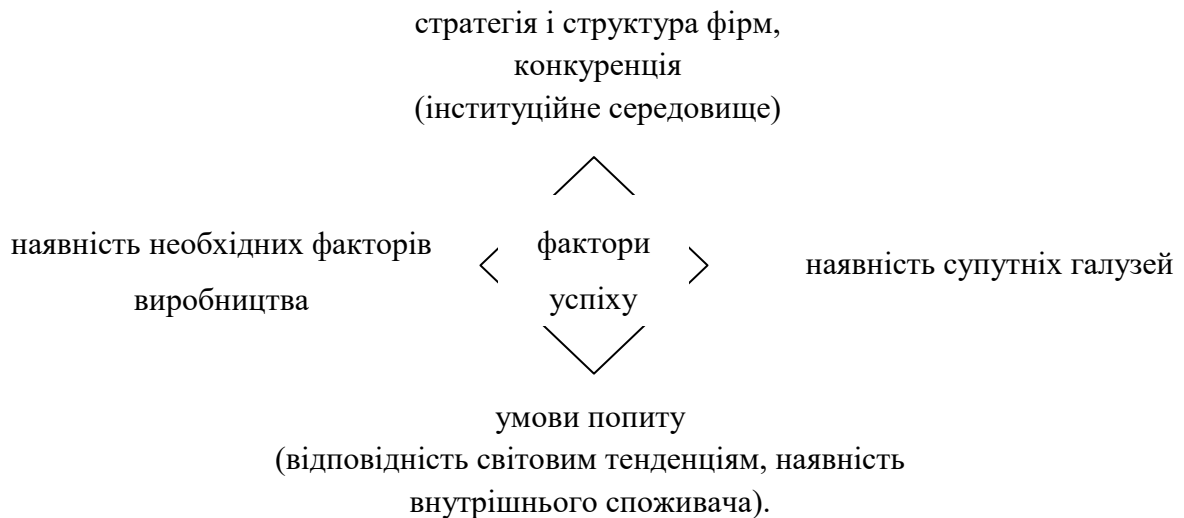 стратегія і структура фірм,
конкуренція
(інституційне середовище)
наявність необхідних факторів
виробництва
фактори
успіху
наявність супутніх галузей
умови попиту
(відповідність світовим тенденціям, наявність
внутрішнього споживача).